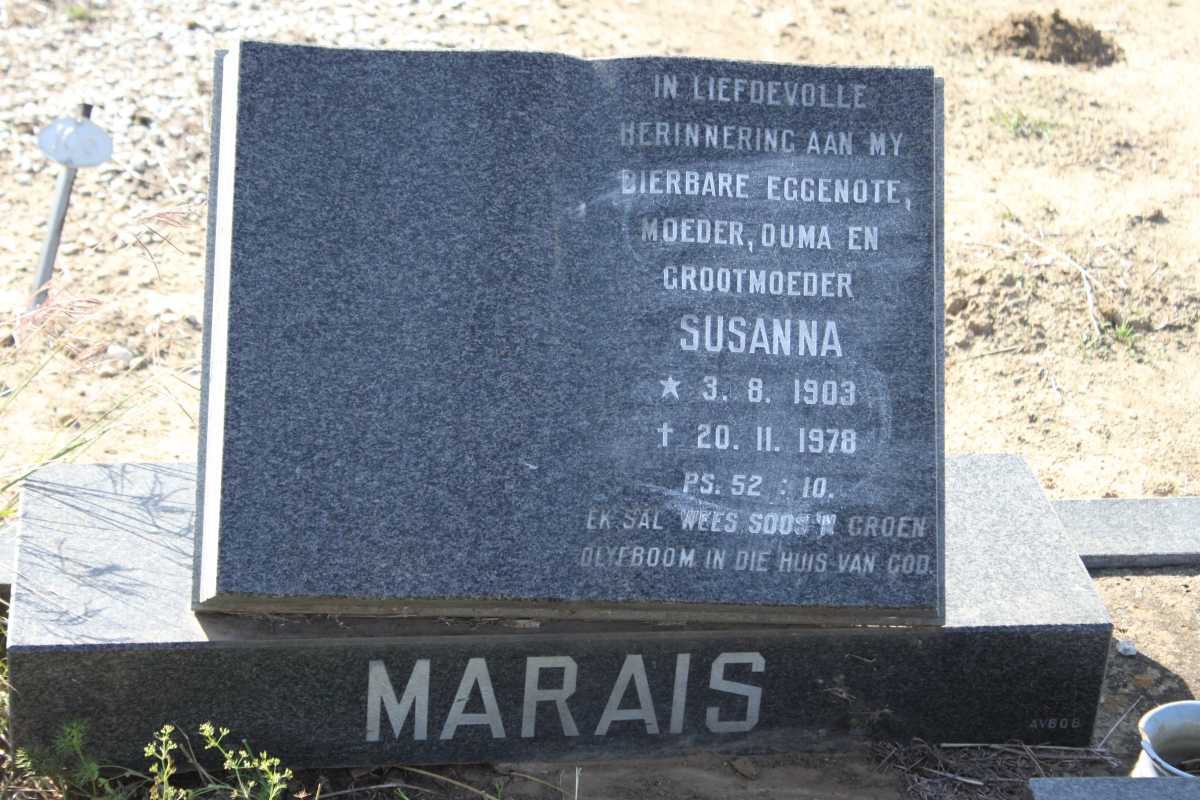 IN LIEFDEVOLLE
HERINNERING AAN MY
DIERBARE EGGENOTE,
MOEDER, OUMA EN
GROOTMOEDER
SUSANNA
★ 3. 8. 1903
† 20. 11. 1978
PS. 52 : 10.
EK SAL WEES SOOS 'N GROEN
OLYFBOOM IN DIE HUIS VAN GOD.
MARAIS
AVBOB